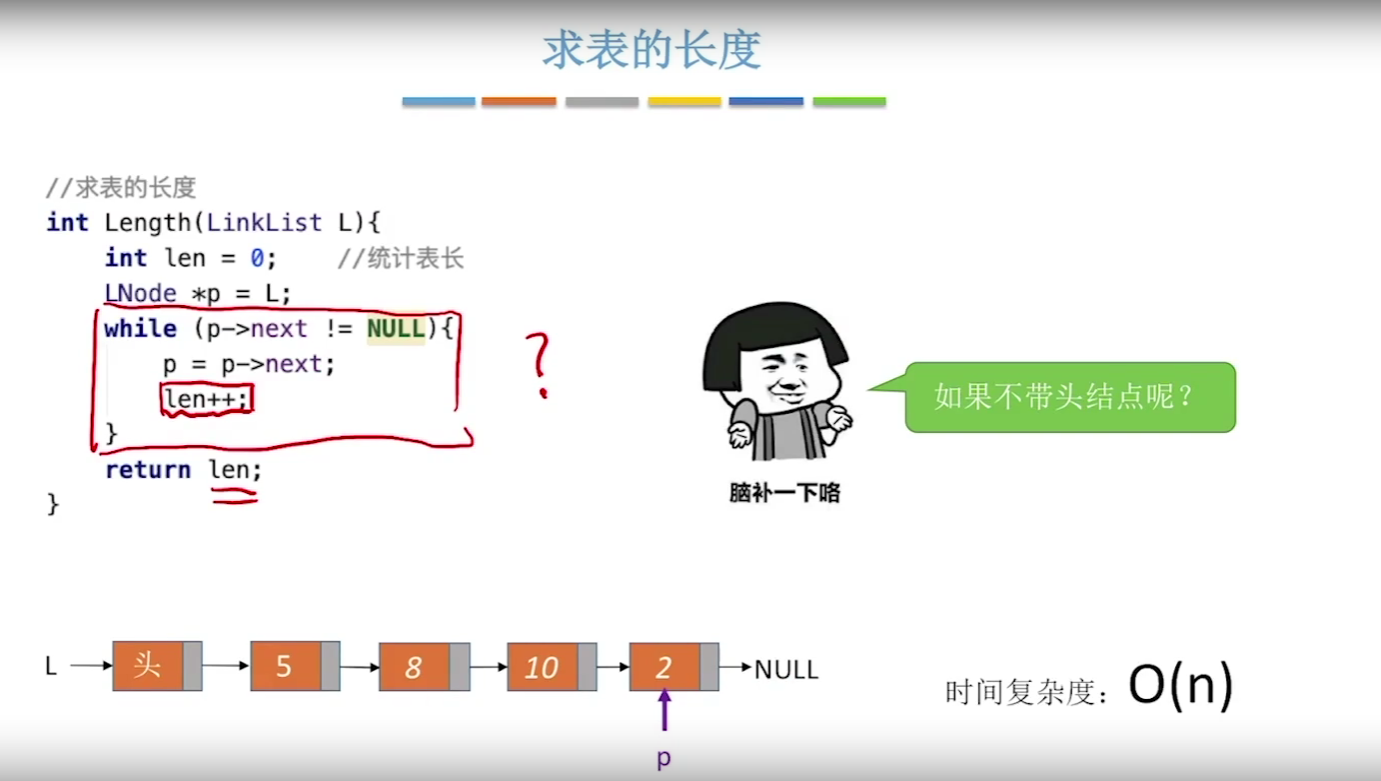 求表的长度
//求表的长度
int Length(LinkList L){
int len = 0;    //统计表长
LNode *p = L;
while (p->next != NULL){
p = p->next;
len++;
}
return len;
}
?
如果不带头结点呢？
脑补一下咯
L 头 5 8 10 2 NULL
p
时间复杂度：O(n)